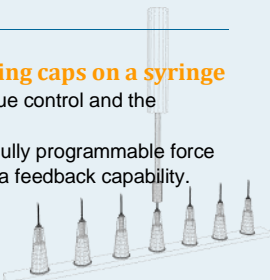 ing caps on a syringe
ue control and the
ully programmable force
a feedback capability.